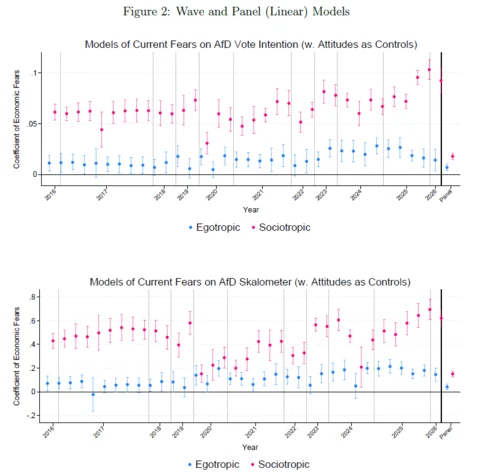 Figure 2: Wave and Panel (Linear) Models
Models of Current Fears on AfD Vote Intention (w. Attitudes as Controls)
Coefficient of Economic Fears
.1
.05
0
2016 2017 2018 2019 2020 2021 2022 2023 2024 2025 2026 Panel
Year
Egotropic Sociotropic
Models of Current Fears on AfD Skalometer (w. Attitudes as Controls)
Coefficient of Economic Fears
.8
.6
.4
.2
0
-.2
2016 2017 2018 2019 2020 2021 2022 2023 2024 2025 2026 Panel
Year
Egotropic Sociotropic